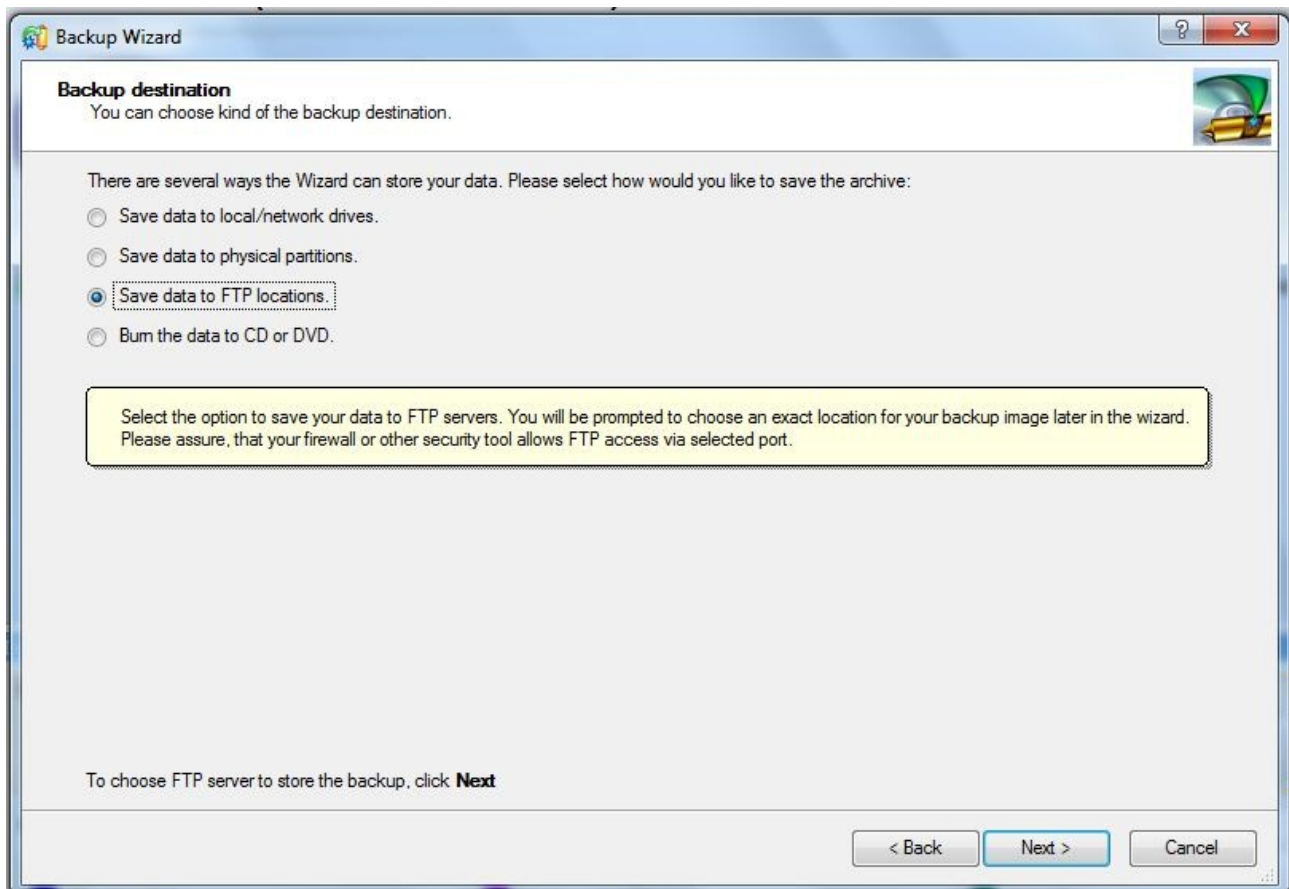 Backup Wizard
Backup destination
You can choose kind of the backup destination.
There are several ways the Wizard can store your data. Please select how would you like to save the archive:
Save data to local/network drives.
Save data to physical partitions.
Save data to FTP locations.
Burn the data to CD or DVD.
Select the option to save your data to FTP servers. You will be prompted to choose an exact location for your backup image later in the wizard.
Please assure, that your firewall or other security tool allows FTP access via selected port.
To choose FTP server to store the backup, click Next
< Back Next > Cancel